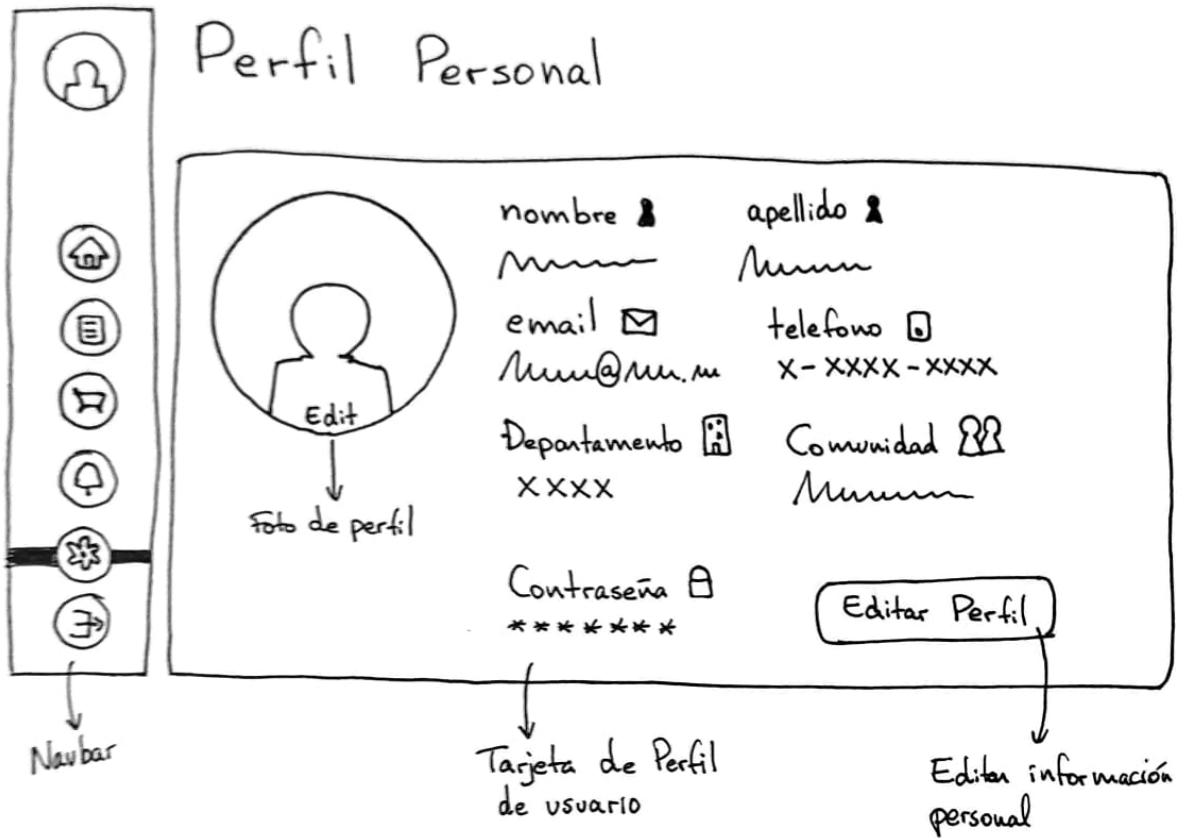 Perfil Personal
nombre apellido
email telefono
@ . X-XXXX-XXXX
Edit
Departamento Comunidad
XXXX
Foto de perfil
Contraseña
*******
Editar Perfil
Navbar
Tarjeta de Perfil
de usuario
Editar información
personal